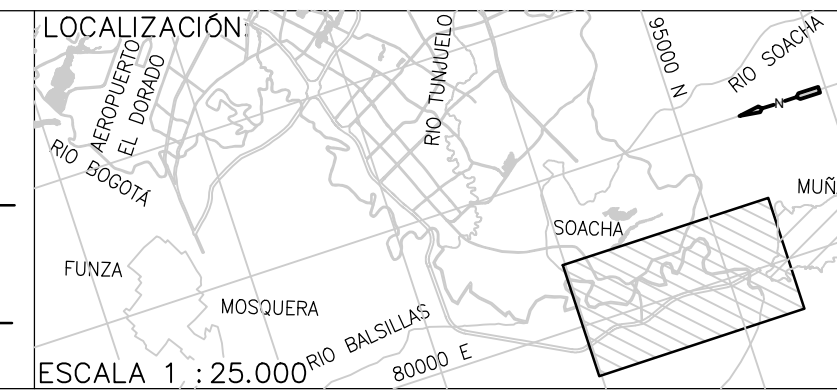 LOCALIZACIÓN:
AEROPUERTO
EL DORADO
RIO TUNJUELO
95000 N
RIO SOACHA
N
RIO BOGOTÁ
MUÑ
SOACHA
FUNZA
MOSQUERA
RIO BALSILLAS
80000 E
ESCALA 1 : 25.000